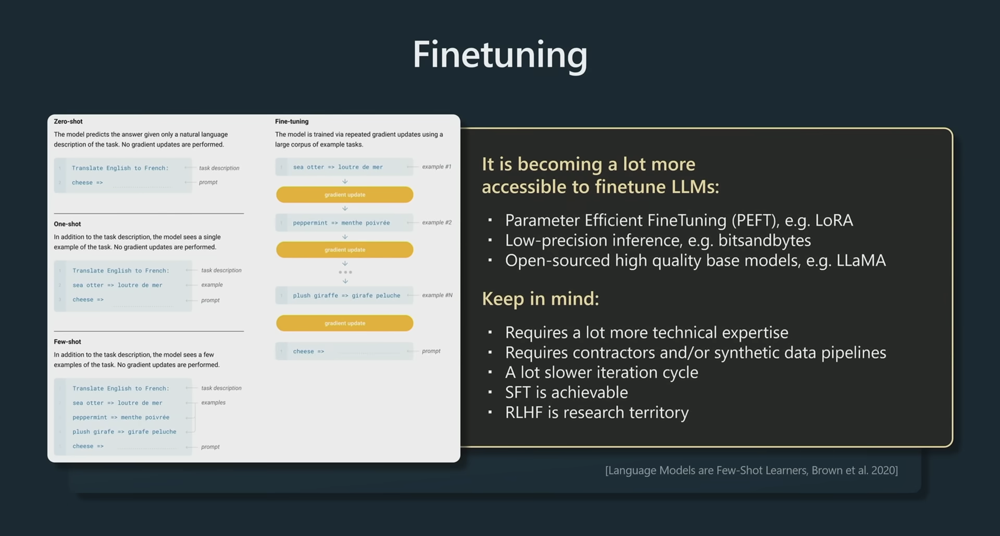 Finetuning
Zero-shot
The model predicts the answer given only a natural language
description of the task. No gradient updates are performed.
1 Translate English to French: task description
2 cheese => prompt
One-shot
In addition to the task description, the model sees a single
example of the task. No gradient updates are performed.
1 Translate English to French: task description
2 sea otter => loutre de mer example
3 cheese => prompt
Few-shot
In addition to the task description, the model sees a few
examples of the task. No gradient updates are performed.
Translate English to French: task description
sea otter => loutre de mer examples
peppermint => menthe poivrée
plush girafe => girafe peluche
cheese => prompt
Fine-tuning
The model is trained via repeated gradient updates using a
large corpus of example tasks.
1 sea otter => loutre de mer example #1
gradient update
1 peppermint => menthe poivrée example #2
gradient update
1 plush giraffe => girafe peluche example #N
gradient update
1 cheese => prompt
It is becoming a lot more
accessible to finetune LLMs:
▪ Parameter Efficient FineTuning (PEFT), e.g. LoRA
▪ Low-precision inference, e.g. bitsandbytes
▪ Open-sourced high quality base models, e.g. LLaMA
Keep in mind:
▪ Requires a lot more technical expertise
▪ Requires contractors and/or synthetic data pipelines
▪ A lot slower iteration cycle
▪ SFT is achievable
▪ RLHF is research territory
[Language Models are Few-Shot Learners, Brown et al. 2020]